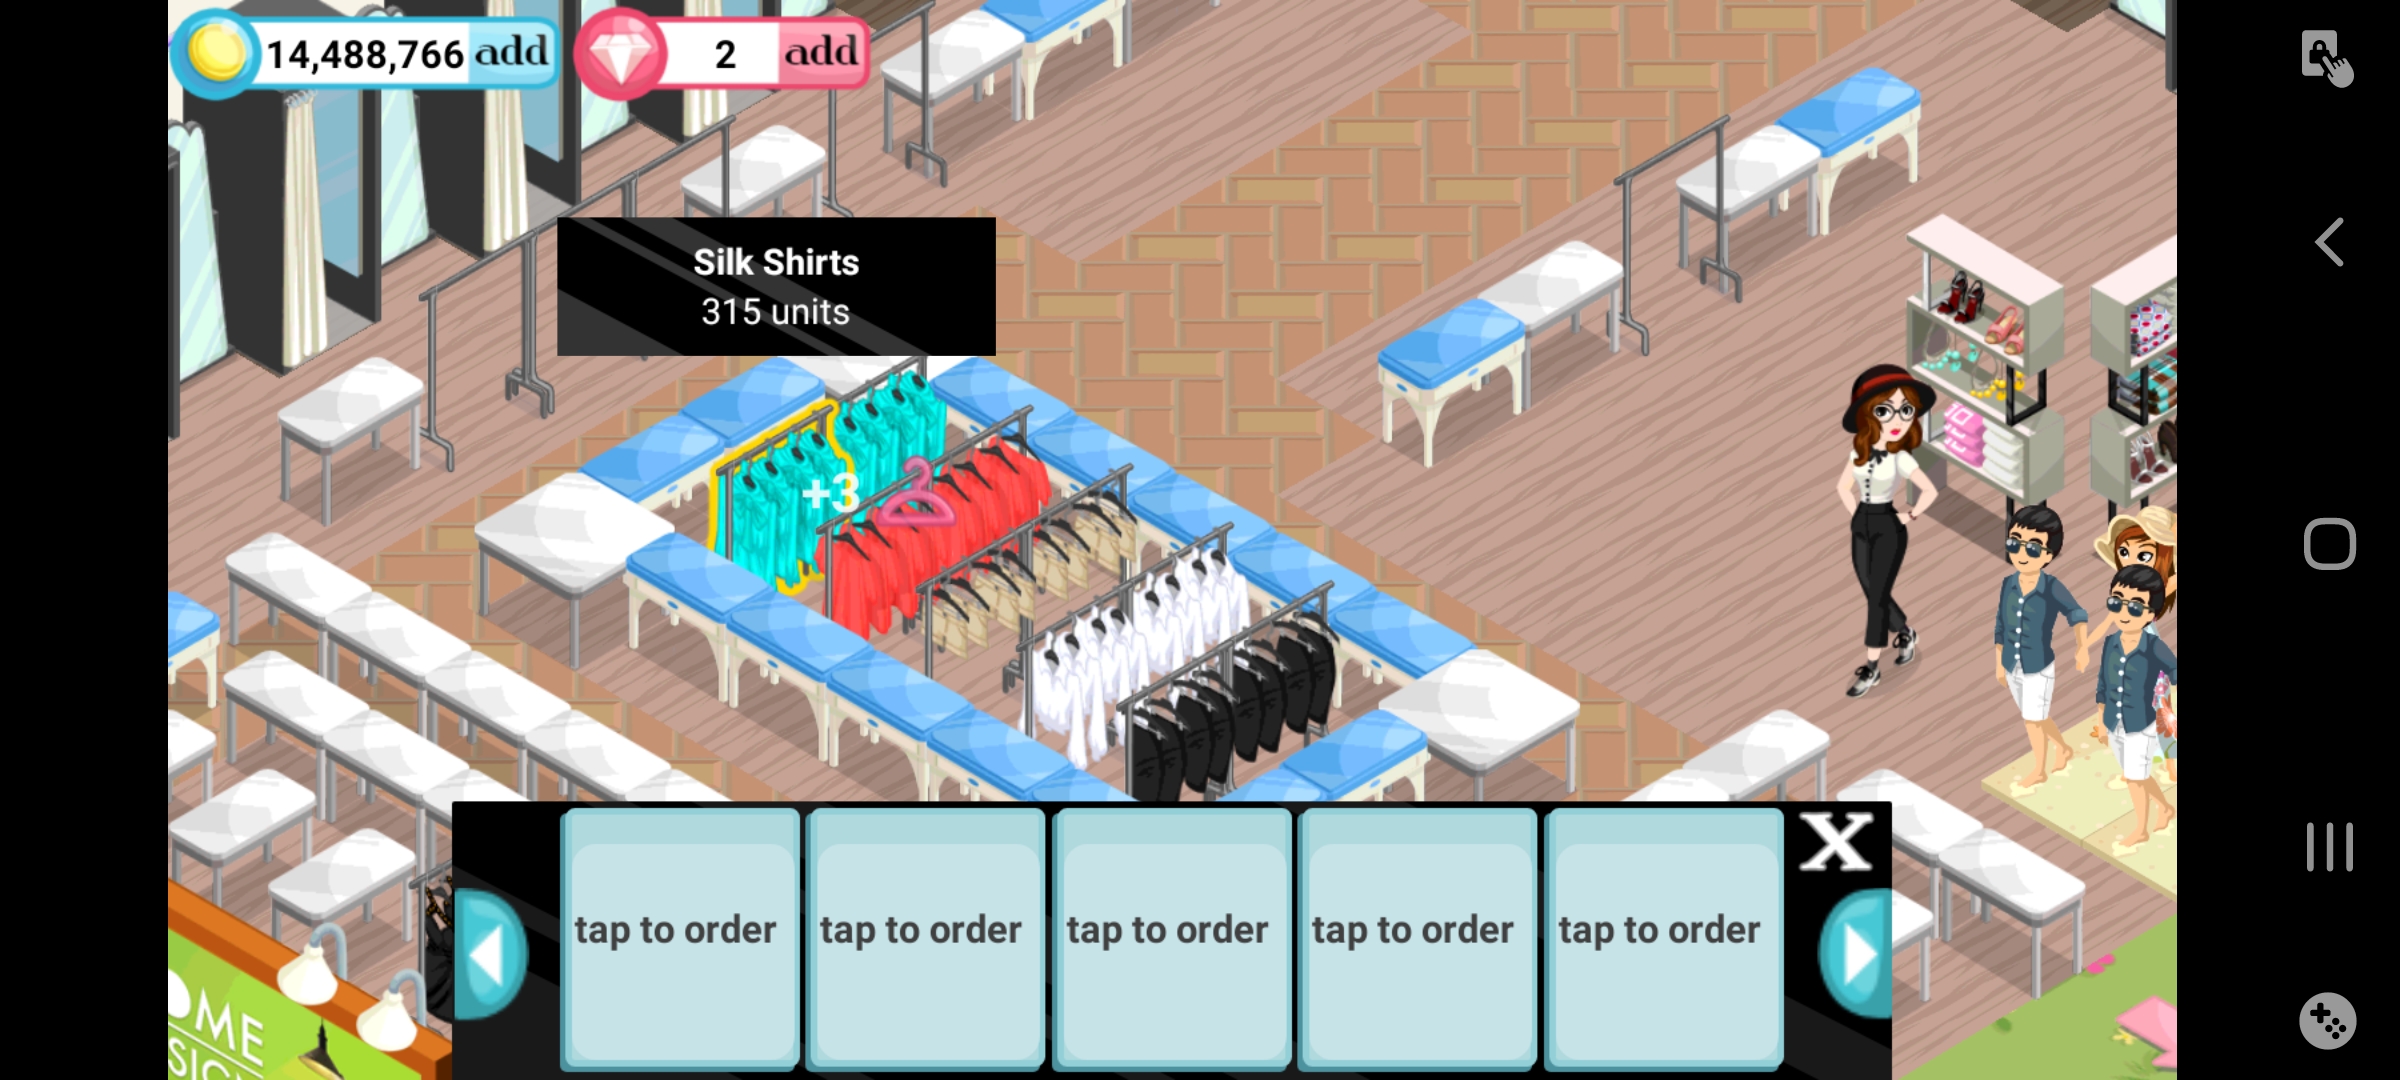 14,488,766 add
2 add
Silk Shirts
315 units
+3
tap to order
tap to order
tap to order
tap to order
tap to order
X